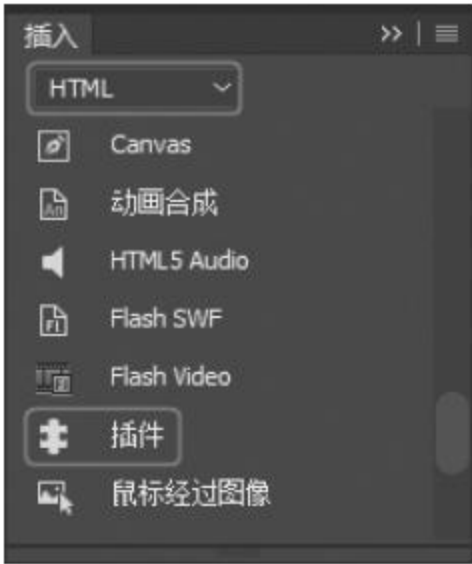 插入
HTML
Canvas
动画合成
HTML5 Audio
Flash SWF
Flash Video
插件
鼠标经过图像